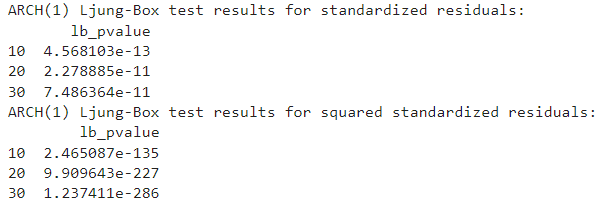 ARCH(1) Ljung-Box test results for standardized residuals:
lb_pvalue
10 4.568103e-13
20 2.278885e-11
30 7.486364e-11
ARCH(1) Ljung-Box test results for squared standardized residuals:
lb_pvalue
10 2.465087e-135
20 9.909643e-227
30 1.237411e-286